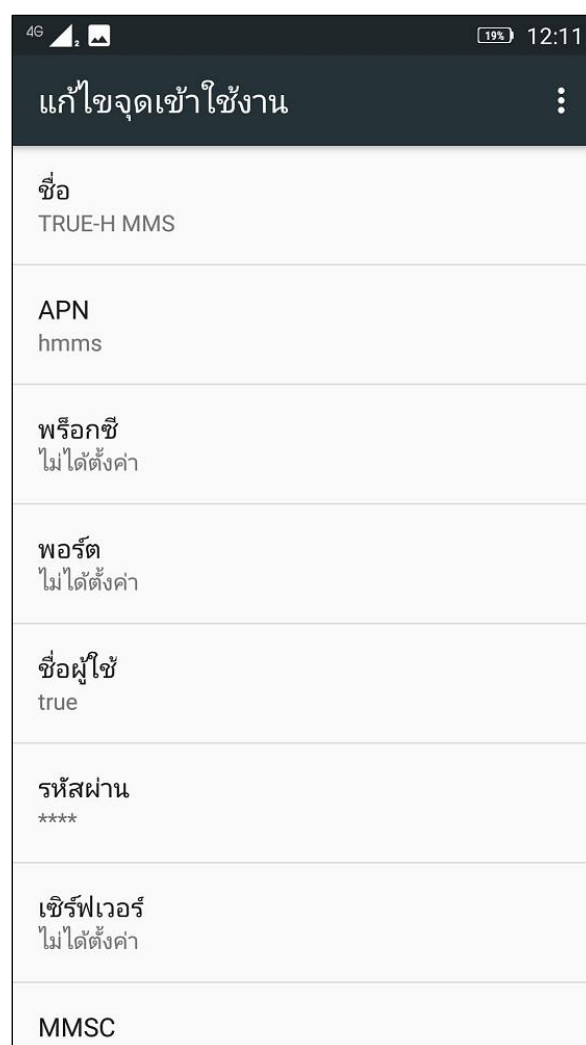 4G 2 19% 12:11
แก้ไขจุดเข้าใช้งาน
ชื่อ
TRUE-H MMS
APN
hmms
พร็อกซี
ไม่ได้ตั้งค่า
พอร์ต
ไม่ได้ตั้งค่า
ชื่อผู้ใช้
true
รหัสผ่าน
****
เซิร์ฟเวอร์
ไม่ได้ตั้งค่า
MMSC